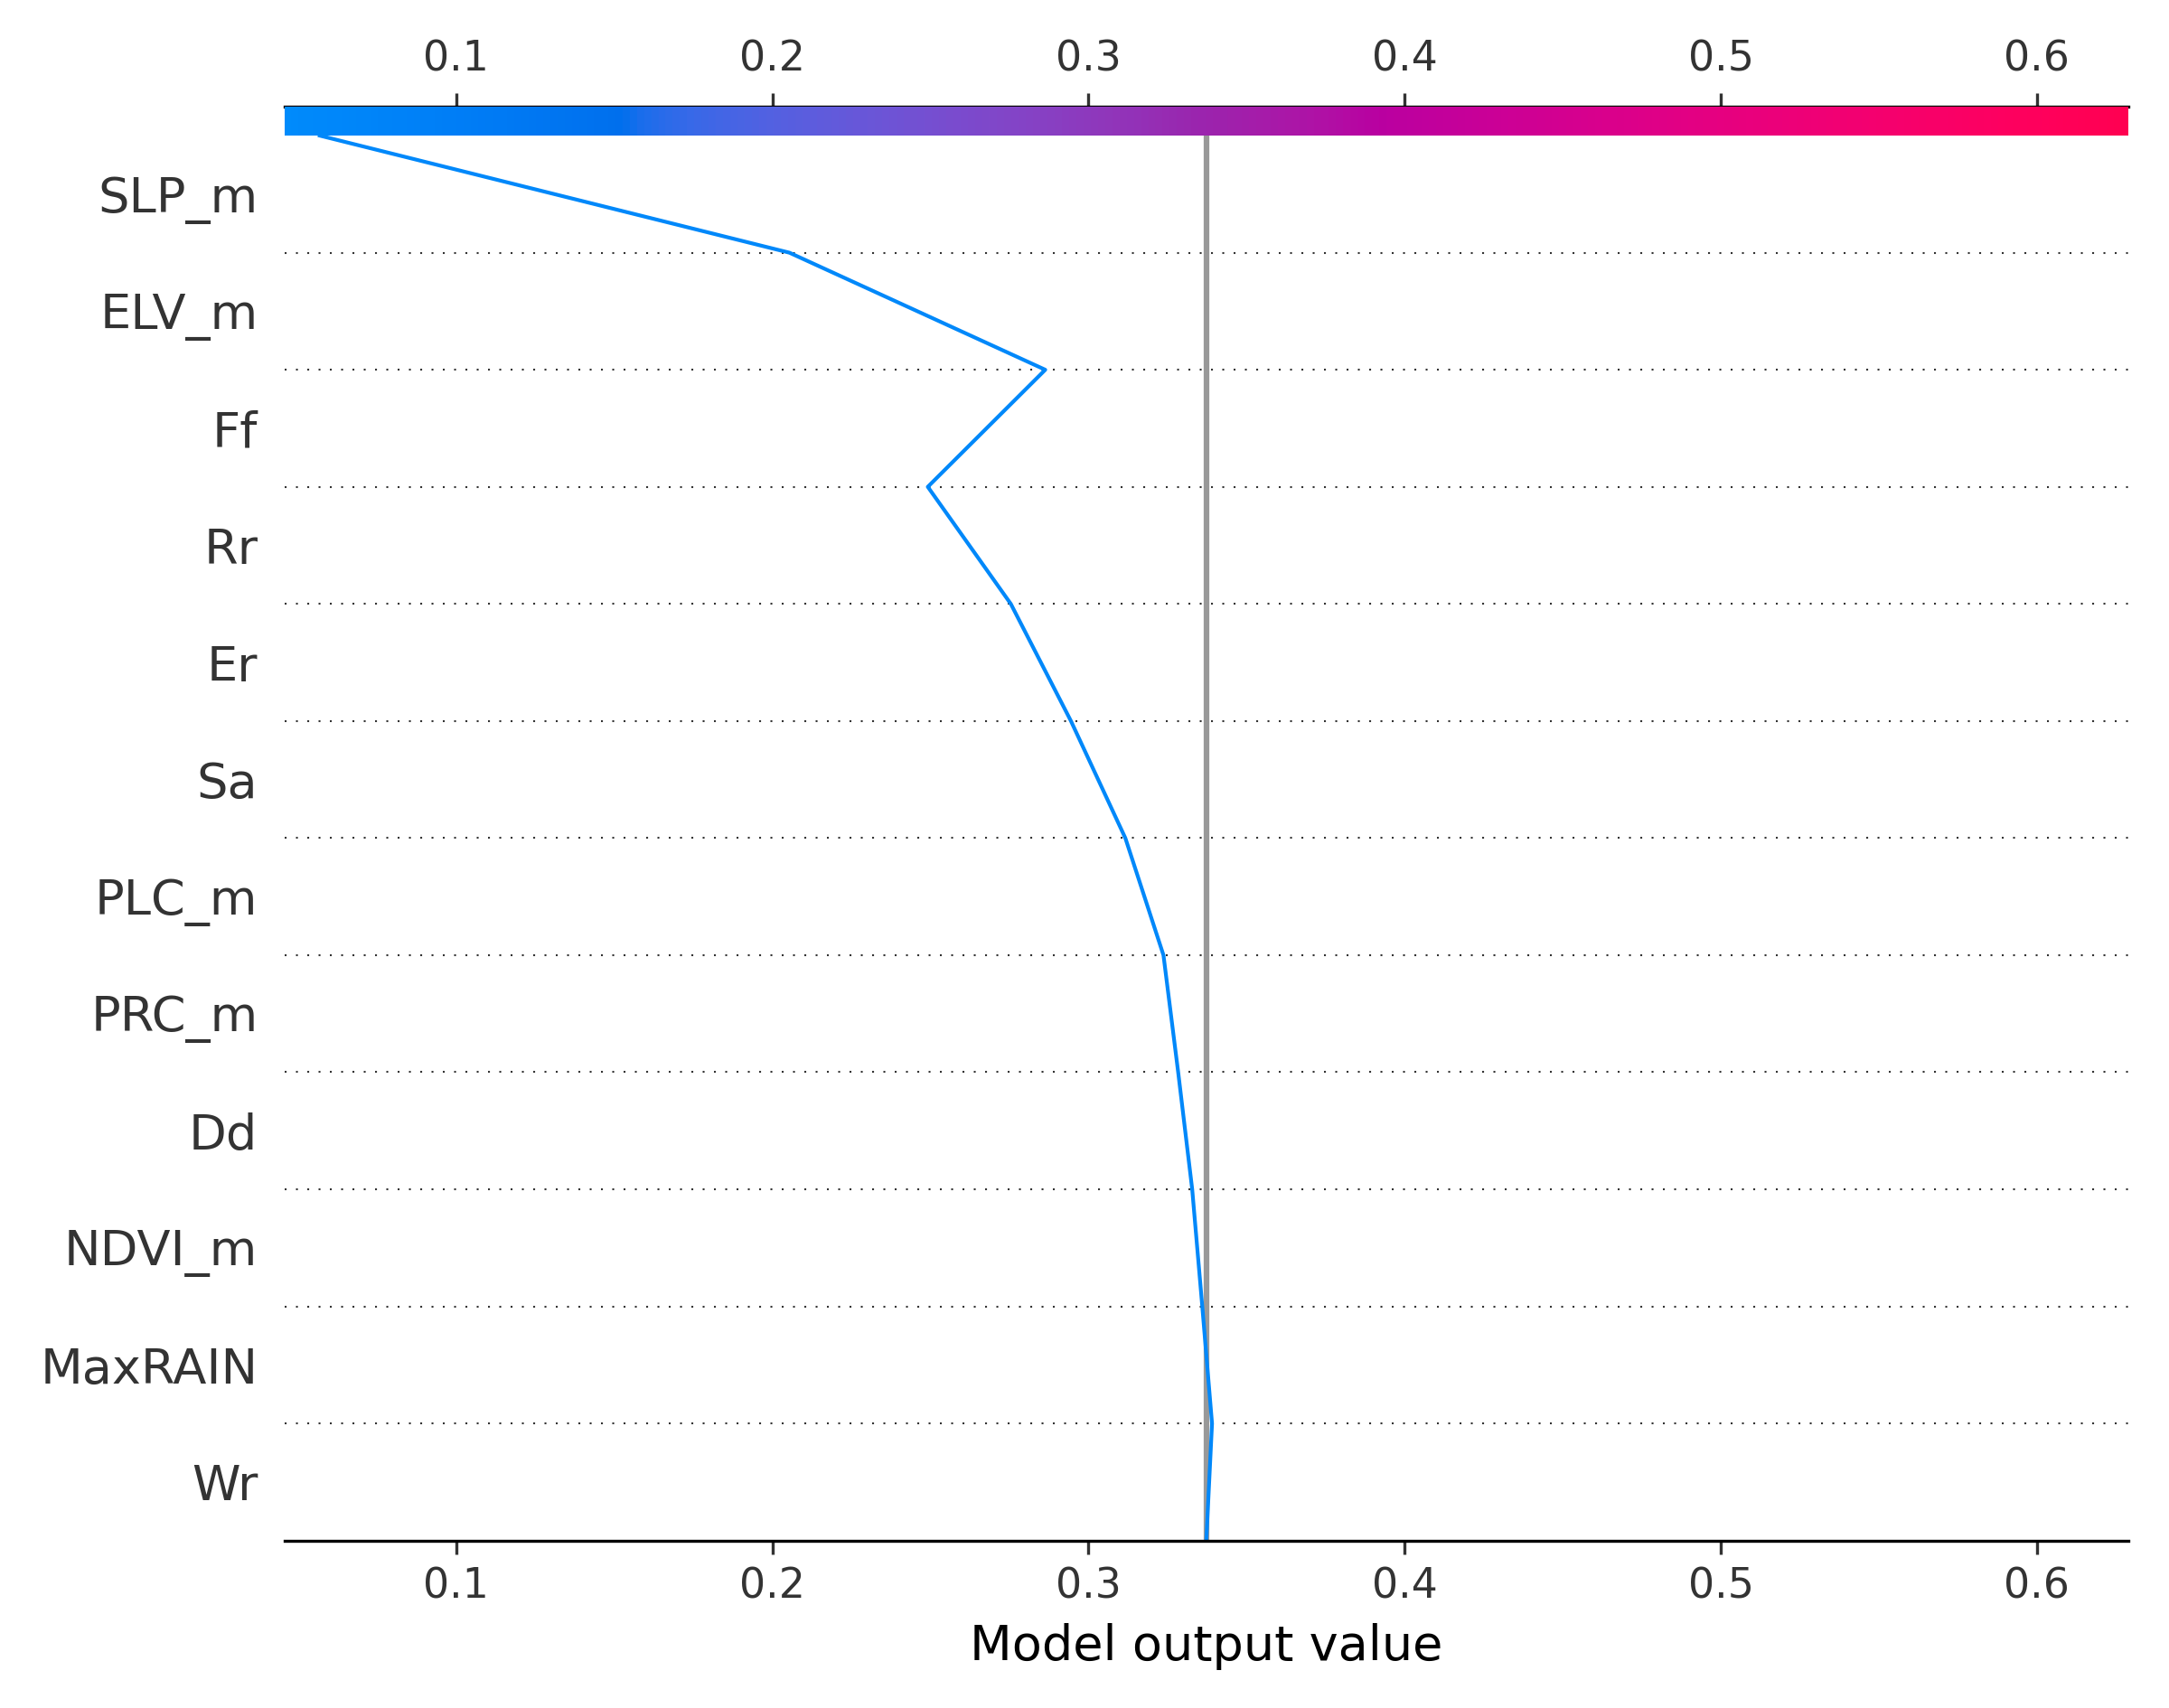 0.1 0.2 0.3 0.4 0.5 0.6
SLP_m
ELV_m
Ff
Rr
Er
Sa
PLC_m
PRC_m
Dd
NDVI_m
MaxRAIN
Wr
0.1 0.2 0.3 0.4 0.5 0.6
Model output value